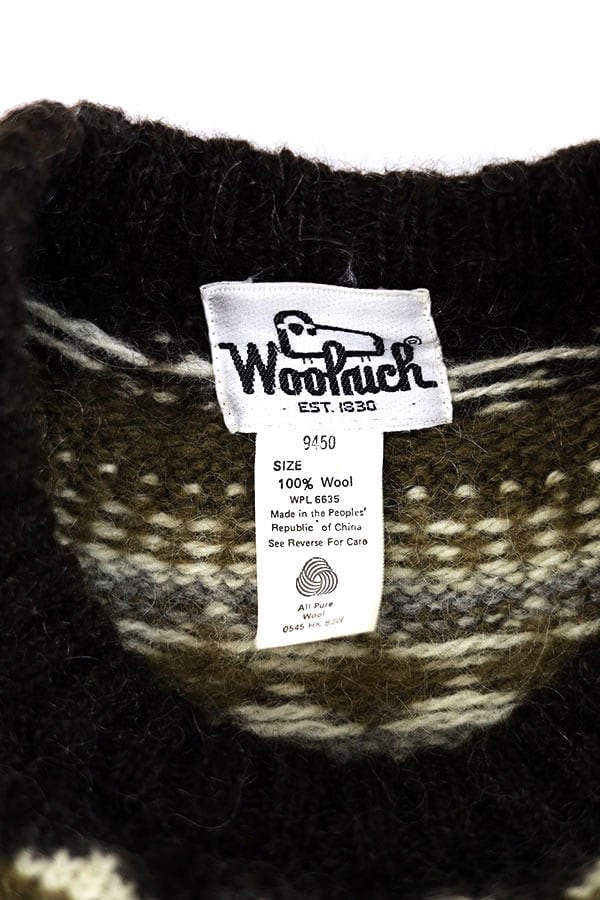 Woolrich ®
EST. 1830
9450
SIZE
100% Wool
WPL 6635
Made in the Peoples'
Republic of China
See Reverse For Care
All Pure
Wool
0545 HK 83W